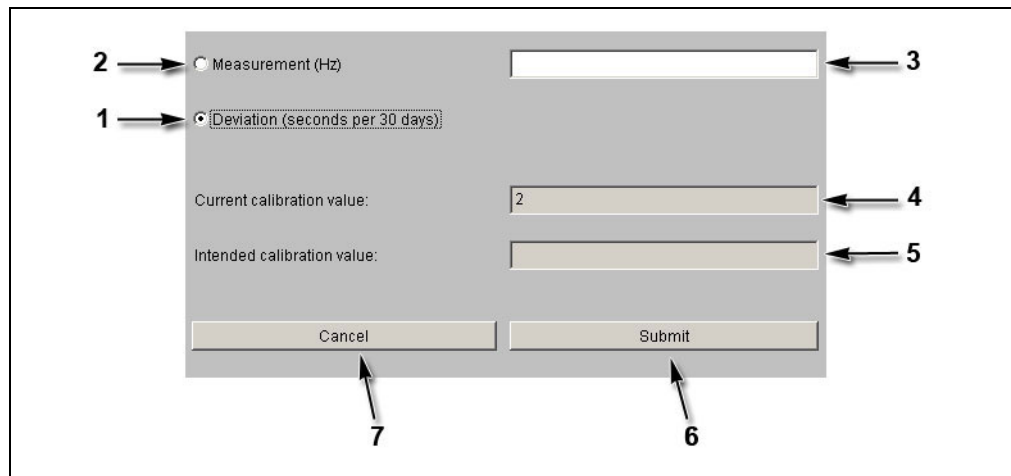 2 Measurement (Hz) 3
1 Deviation (seconds per 30 days)
Current calibration value: 2 4
Intended calibration value: 5
Cancel Submit
7 6